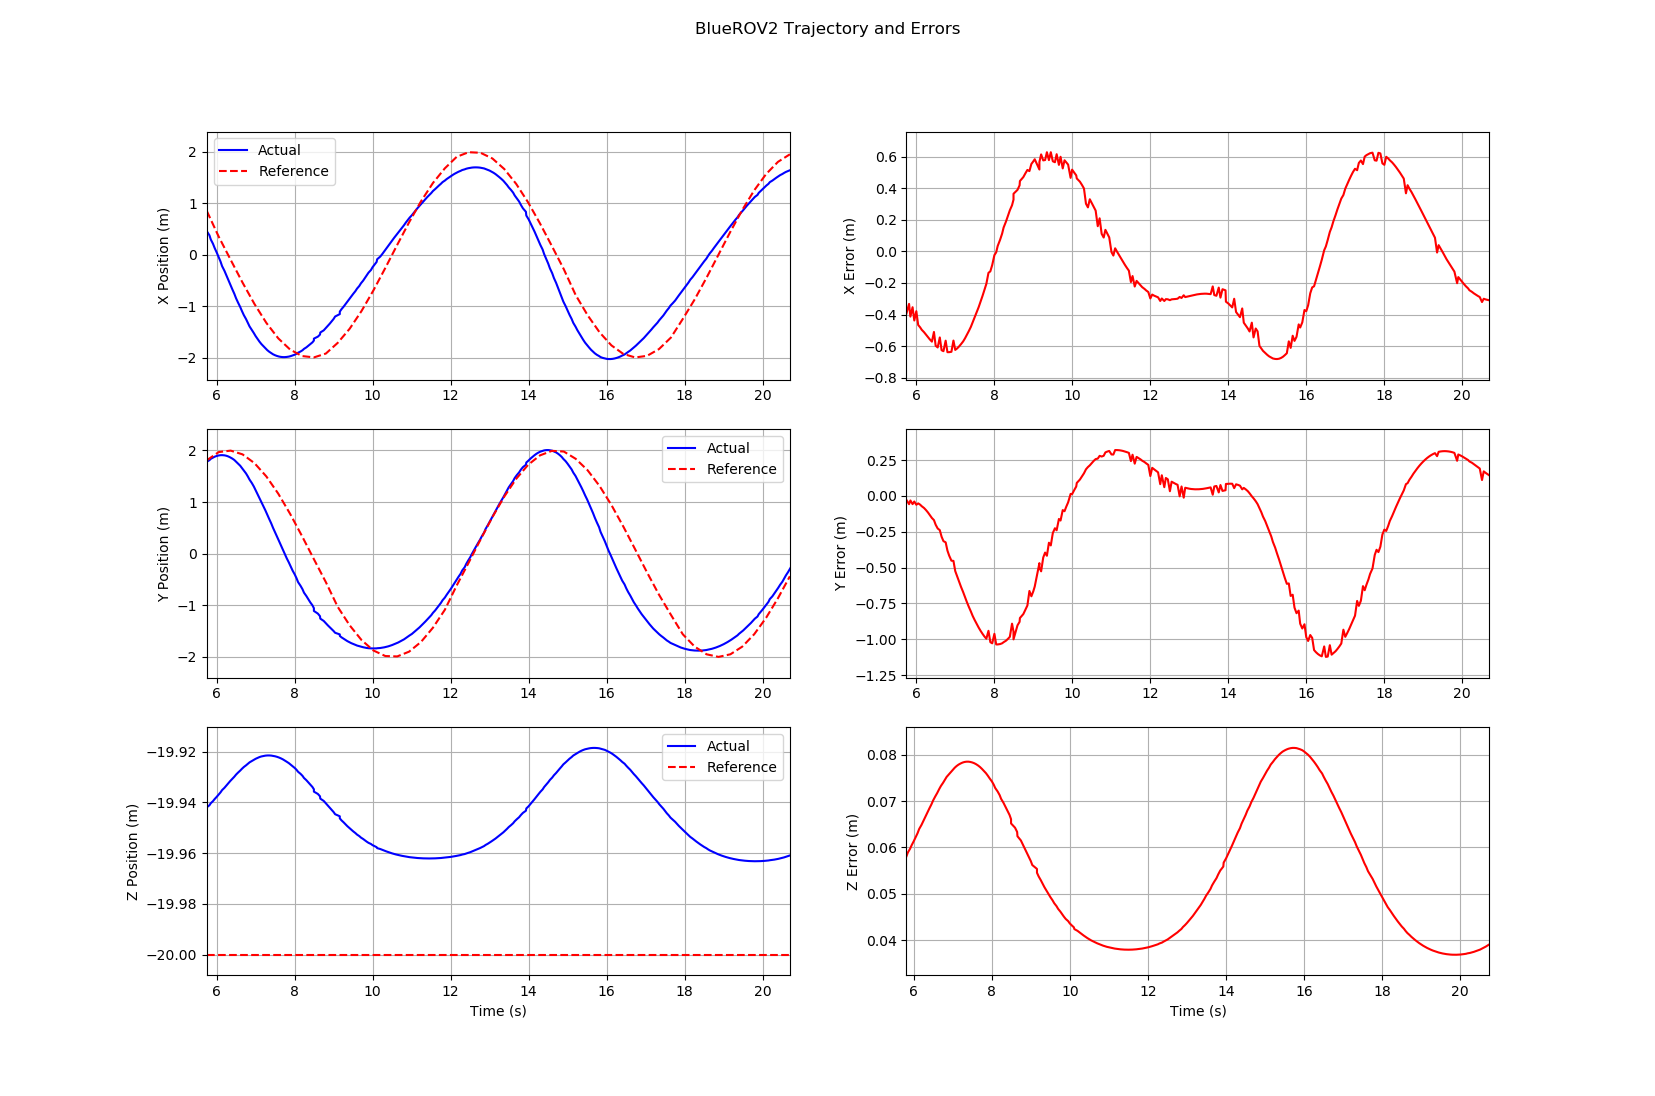 BlueROV2 Trajectory and Errors
X Position (m)
2
1
0
−1
−2
Actual
Reference
6 8 10 12 14 16 18 20
X Error (m)
0.6
0.4
0.2
0.0
−0.2
−0.4
−0.6
−0.8
6 8 10 12 14 16 18 20
Y Position (m)
2
1
0
−1
−2
Actual
Reference
6 8 10 12 14 16 18 20
Y Error (m)
0.25
0.00
−0.25
−0.50
−0.75
−1.00
−1.25
6 8 10 12 14 16 18 20
Z Position (m)
−19.92
−19.94
−19.96
−19.98
−20.00
Actual
Reference
6 8 10 12 14 16 18 20
Time (s)
Z Error (m)
0.08
0.07
0.06
0.05
0.04
6 8 10 12 14 16 18 20
Time (s)